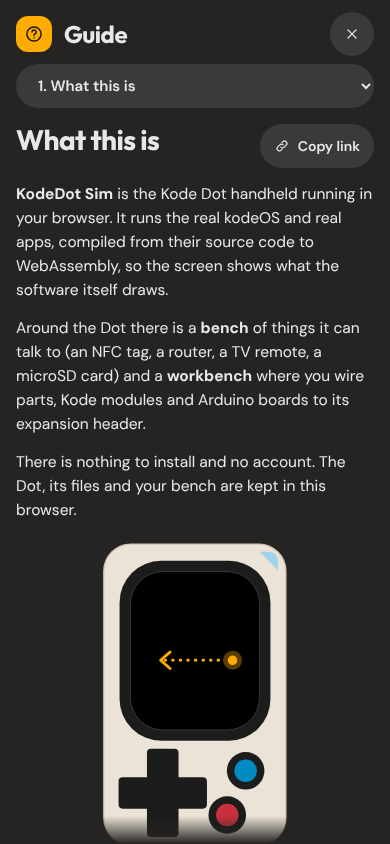 Guide
1. What this is
What this is
Copy link
KodeDot Sim is the Kode Dot handheld running in
your browser. It runs the real kodeOS and real
apps, compiled from their source code to
WebAssembly, so the screen shows what the
software itself draws.
Around the Dot there is a bench of things it can
talk to (an NFC tag, a router, a TV remote, a
microSD card) and a workbench where you wire
parts, Kode modules and Arduino boards to its
expansion header.
There is nothing to install and no account. The
Dot, its files and your bench are kept in this
browser.